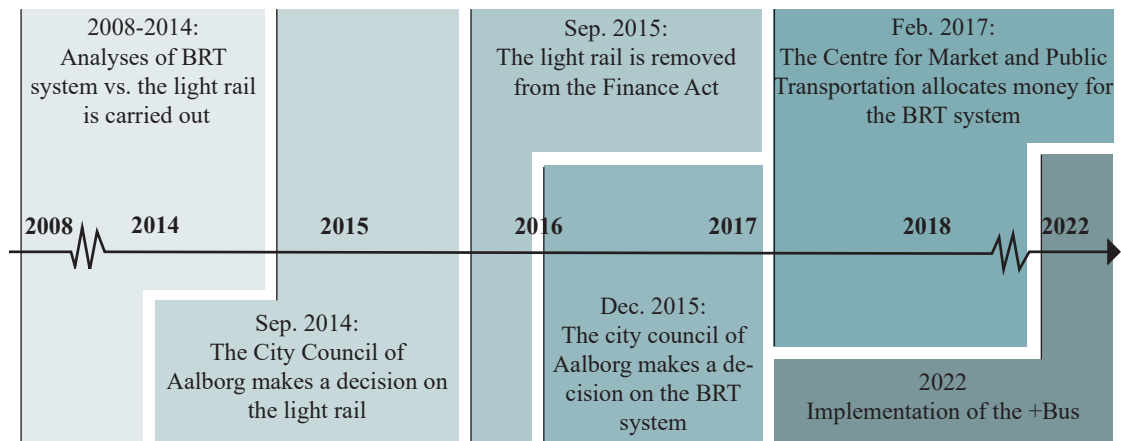 2008-2014:
Analyses of BRT
system vs. the light rail
is carried out
Sep. 2015:
The light rail is removed
from the Finance Act
Feb. 2017:
The Centre for Market and Public
Transportation allocates money for
the BRT system
2008
2014
2015
2016
2017
2018
2022
Sep. 2014:
The City Council of
Aalborg makes a decision on
the light rail
Dec. 2015:
The city council of
Aalborg makes a de-
cision on the BRT
system
2022
Implementation of the +Bus